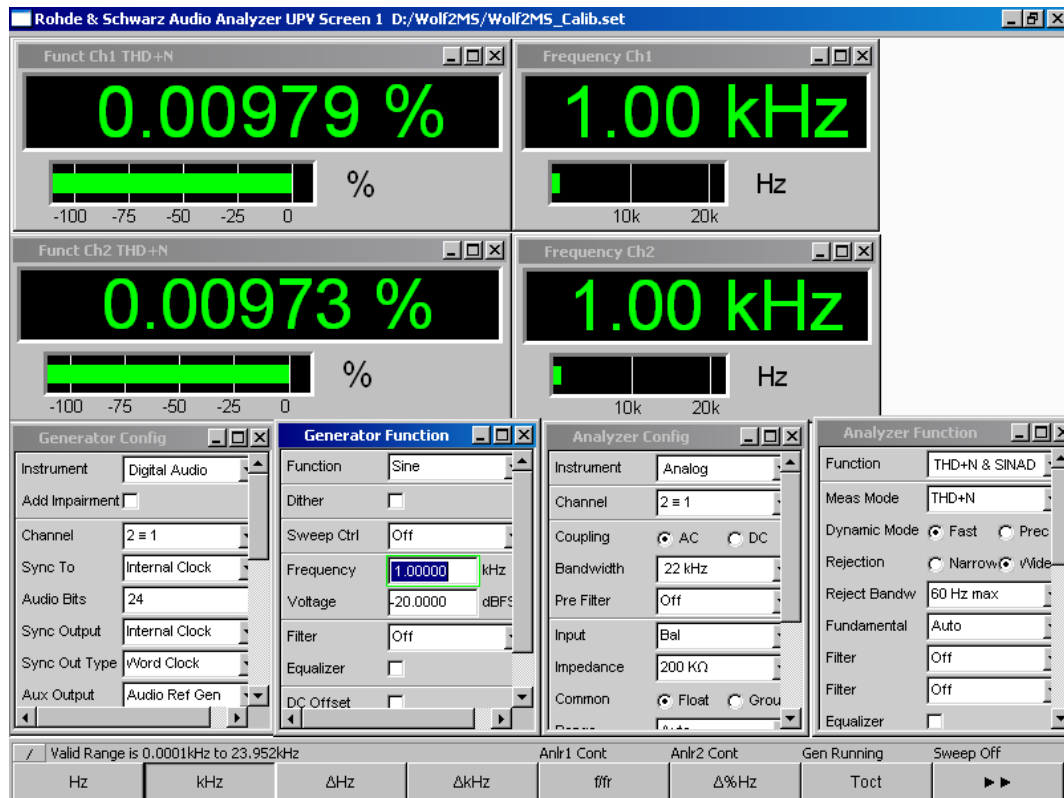 Rohde & Schwarz Audio Analyzer UPV Screen 1 D:/Wolf2MS/Wolf2MS_Calib.set
Funct Ch1 THD+N
0.00979 %
%
-100 -75 -50 -25 0
Frequency Ch1
1.00 kHz
Hz
10k 20k
Funct Ch2 THD+N
0.00973 %
%
-100 -75 -50 -25 0
Frequency Ch2
1.00 kHz
Hz
10k 20k
Generator Config
Instrument Digital Audio
Add Impairment
Channel 2 ≡ 1
Sync To Internal Clock
Audio Bits 24
Sync Output Internal Clock
Sync Out Type Word Clock
Aux Output Audio Ref Gen
Generator Function
Function Sine
Dither
Sweep Ctrl Off
Frequency 1.00000 kHz
Voltage -20.0000 dBFS
Filter Off
Equalizer
DC Offset
Analyzer Config
Instrument Analog
Channel 2 ≡ 1
Coupling AC DC
Bandwidth 22 kHz
Pre Filter Off
Input Bal
Impedance 200 KΩ
Common Float Grou
Analyzer Function
Function THD+N & SINAD
Meas Mode THD+N
Dynamic Mode Fast Prec
Rejection Narrow Wide
Reject Bandw 60 Hz max
Fundamental Auto
Filter Off
Filter Off
Equalizer
/ Valid Range is 0.0001kHz to 23.952kHz Anlr1 Cont Anlr2 Cont Gen Running Sweep Off
Hz kHz ΔHz ΔkHz f/fr Δ%Hz Toct